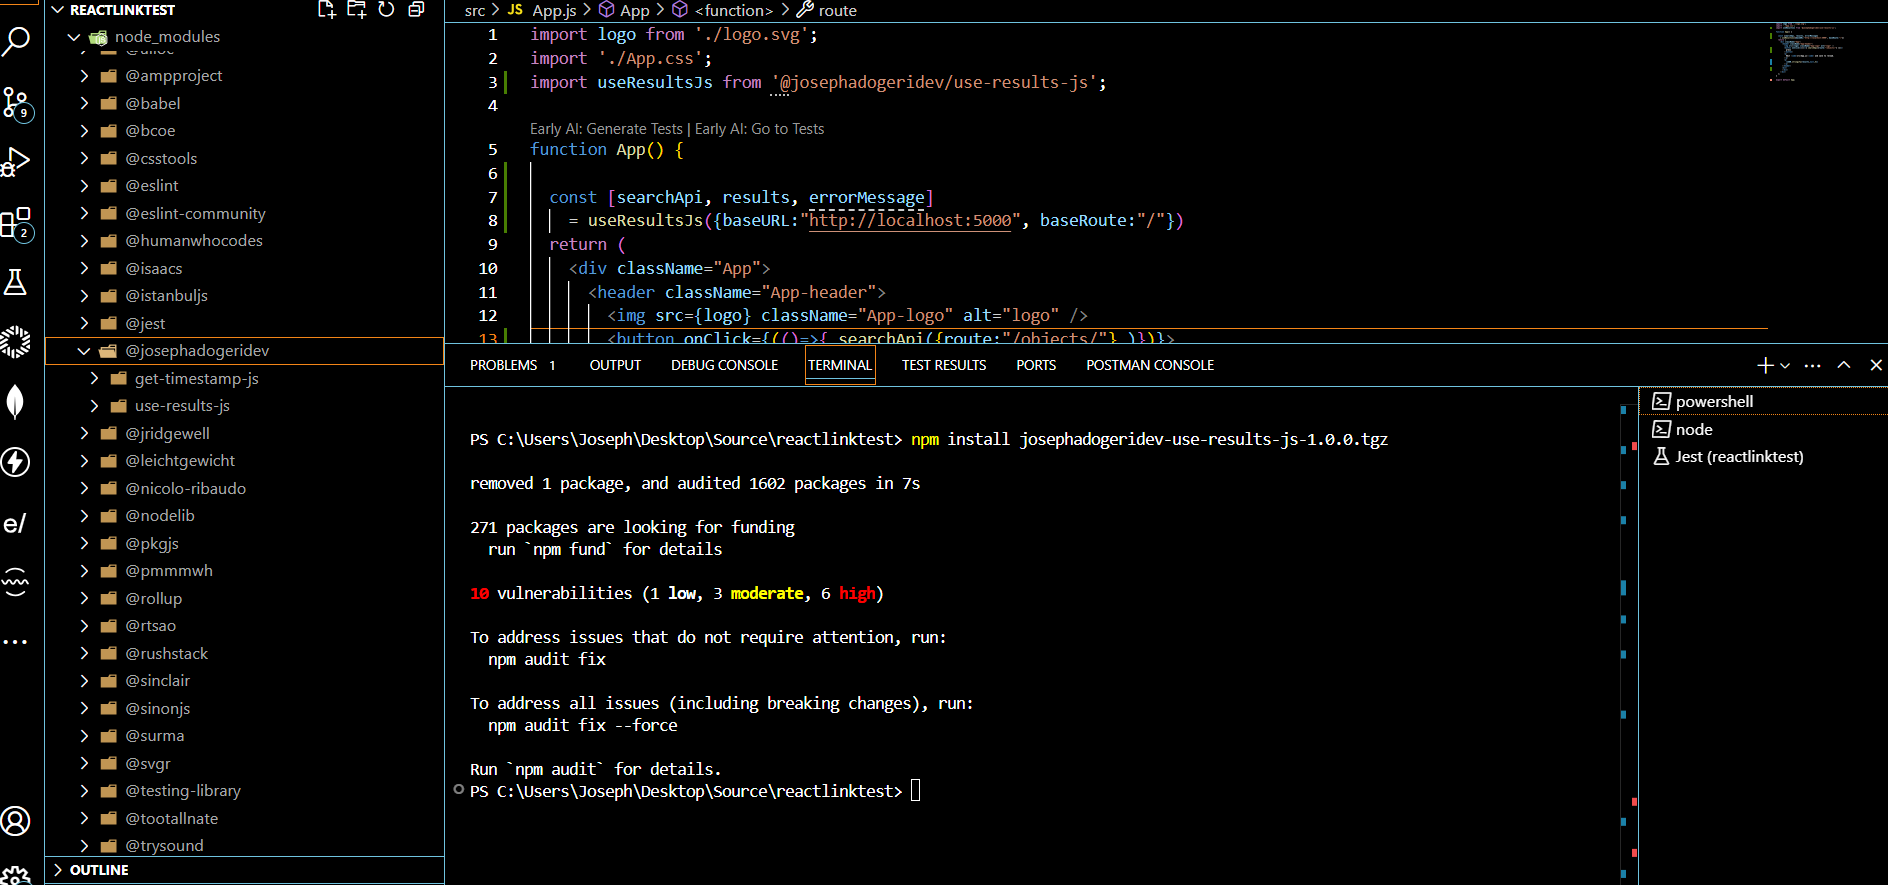 REACTLINKTEST
node_modules
@alloc
@ampproject
@babel
@bcoe
@csstools
@eslint
@eslint-community
@humanwhocodes
@isaacs
@istanbuljs
@jest
@josephadogeridev
get-timestamp-js
use-results-js
@jridgewell
@leichtgewicht
@nicolo-ribaudo
@nodelib
@pkgjs
@pmmmwh
@rollup
@rtsao
@rushstack
@sinclair
@sinonjs
@surma
@svgr
@testing-library
@tootallnate
@trysound
OUTLINE
9
2
e/
src > JS App.js > App > <function> > route
1 import logo from './logo.svg';
2 import './App.css';
3 import useResultsJs from '@josephadogeridev/use-results-js';
4
Early AI: Generate Tests | Early AI: Go to Tests
5 function App() {
6
7 const [searchApi, results, errorMessage]
8 = useResultsJs({baseURL:"http://localhost:5000", baseRoute:"/"})
9 return (
10 <div className="App">
11 <header className="App-header">
12 <img src={logo} className="App-logo" alt="logo" />
13 <button onClick={(()=>{ searchApi({route:"/objects/"} )})}>
PROBLEMS 1 OUTPUT DEBUG CONSOLE TERMINAL TEST RESULTS PORTS POSTMAN CONSOLE
PS C:\Users\Joseph\Desktop\Source\reactlinktest> npm install josephadogeridev-use-results-js-1.0.0.tgz
removed 1 package, and audited 1602 packages in 7s
271 packages are looking for funding
run `npm fund` for details
10 vulnerabilities (1 low, 3 moderate, 6 high)
To address issues that do not require attention, run:
npm audit fix
To address all issues (including breaking changes), run:
npm audit fix --force
Run `npm audit` for details.
PS C:\Users\Joseph\Desktop\Source\reactlinktest>
powershell
node
Jest (reactlinktest)